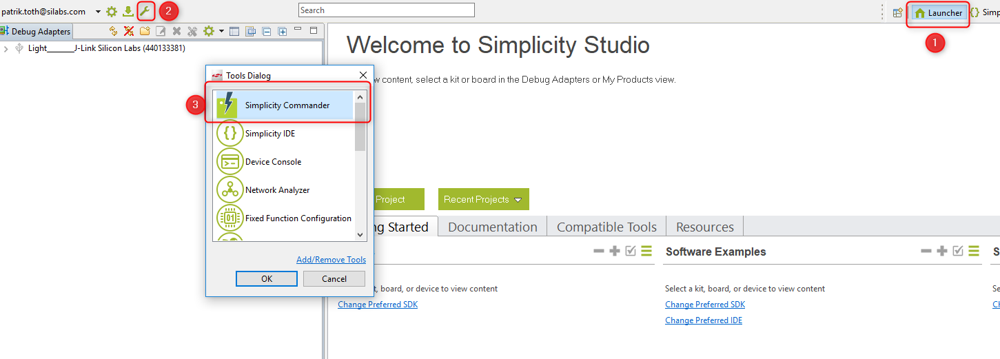 patrik.toth@silabs.com
2
Search
Launcher
Simp
1
Debug Adapters
Light_______J-Link Silicon Labs (440133381)
Welcome to Simplicity Studio
w content, select a kit or board in the Debug Adapters or My Products view.
Tools Dialog
3
Simplicity Commander
Simplicity IDE
Device Console
Network Analyzer
Fixed Function Configuration
Add/Remove Tools
OK
Cancel
Project
Recent Projects
ng Started
Documentation
Compatible Tools
Resources
Software Examples
S
t, board, or device to view content
Select a kit, board, or device to view content
Se
Change Preferred SDK
Change Preferred SDK
Change Preferred IDE